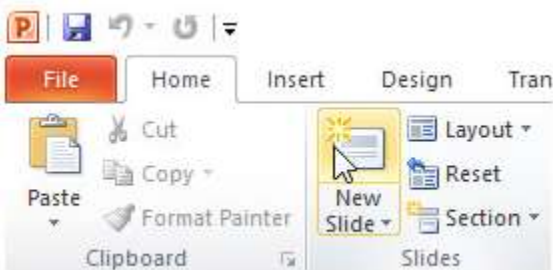 P
File Home Insert Design Tran
Cut
Copy
Format Painter
Paste
Clipboard
New
Slide
Layout
Reset
Section
Slides